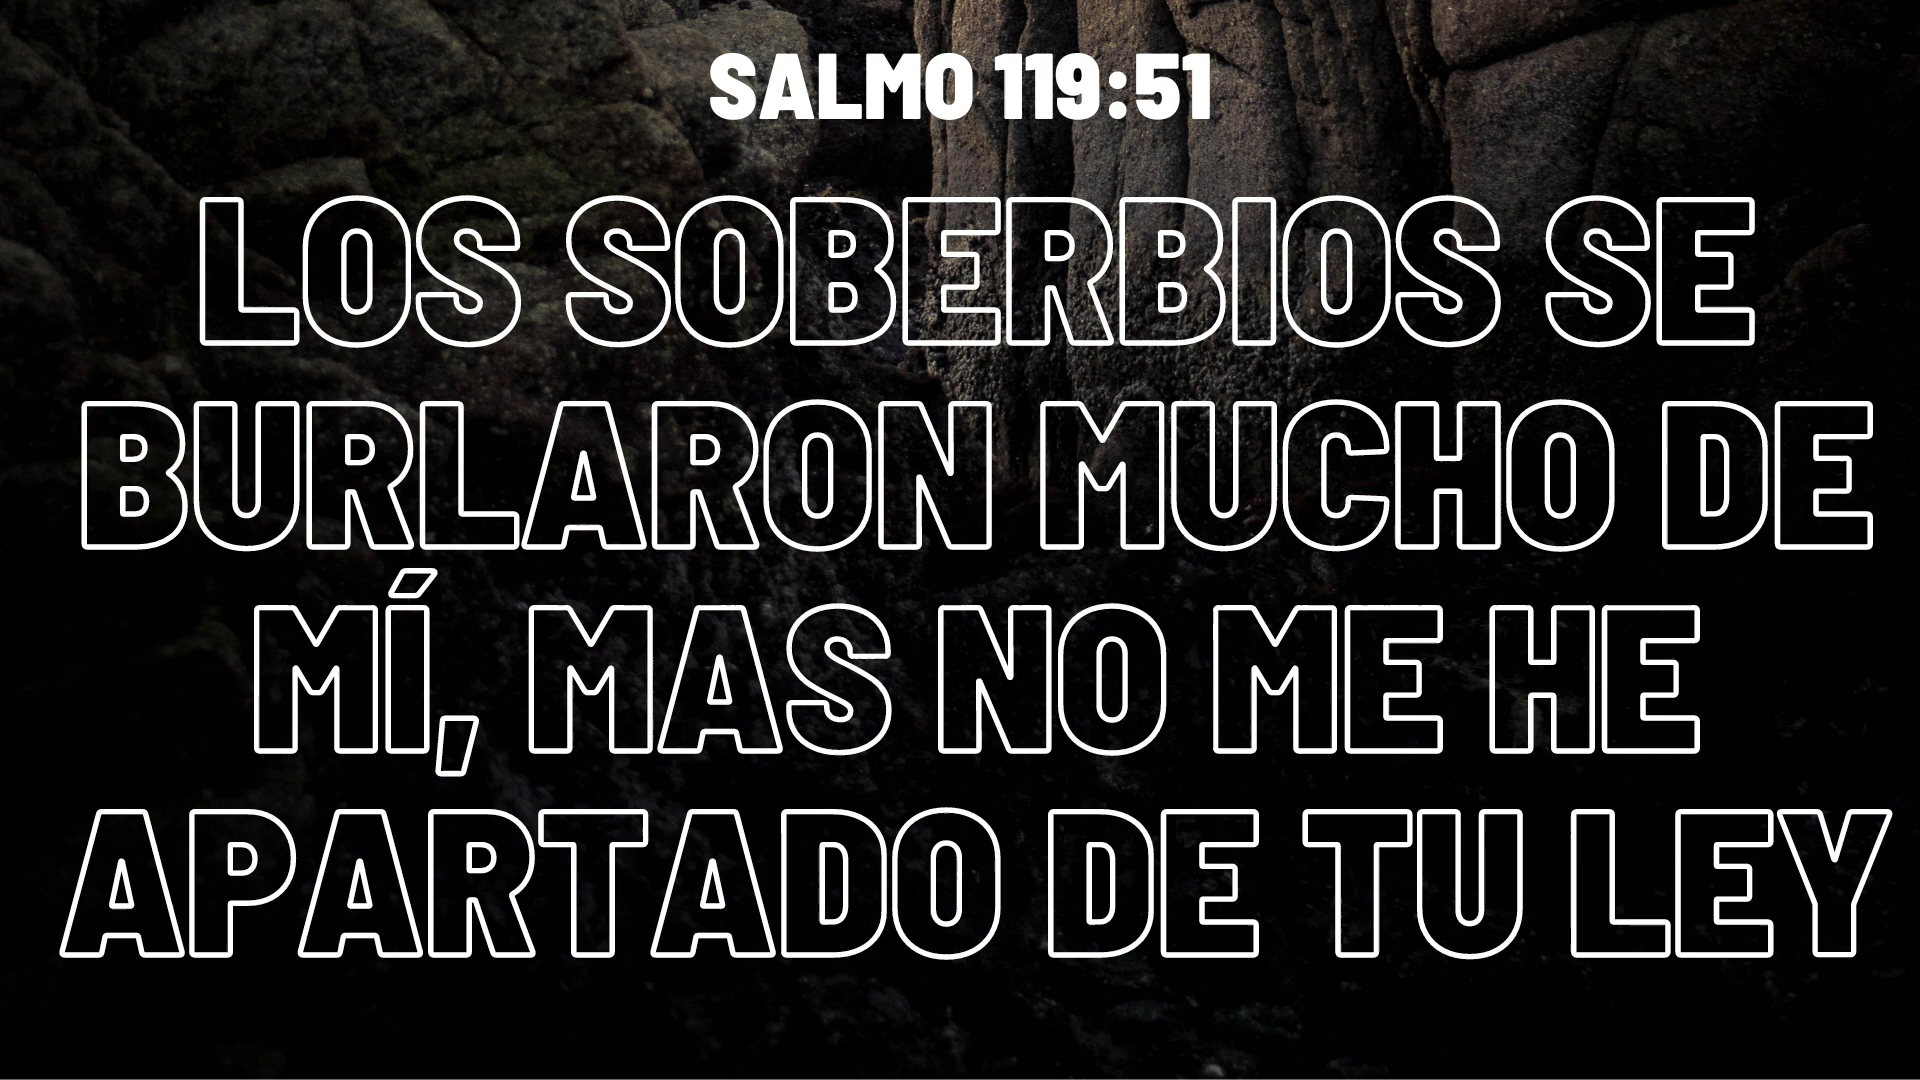 SALMO 119:51
LOS SOBERBIOS SE
BURLARON MUCHO DE
MÍ, MAS NO ME HE
APARTADO DE TU LEY